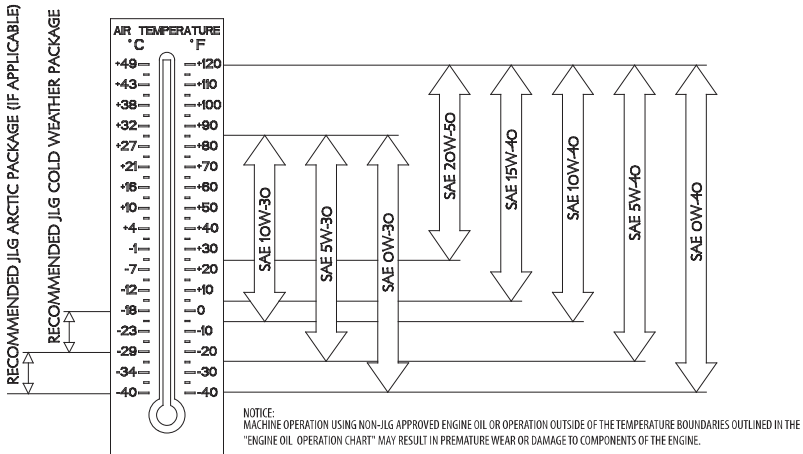 RECOMMENDED JLG ARCTIC PACKAGE (IF APPLICABLE)
RECOMMENDED JLG COLD WEATHER PACKAGE
AIR TEMPERATURE
°C °F
+49 +120
+43 +110
+38 +100
+32 +90
+27 +80
+21 +70
+16 +60
+10 +50
+4 +40
-1 +30
-7 +20
-12 +10
-18 0
-23 -10
-29 -20
-34 -30
-40 -40
SAE 10W-30
SAE 5W-30
SAE 0W-30
SAE 20W-50
SAE 15W-40
SAE 10W-40
SAE 5W-40
SAE 0W-40
NOTICE:
MACHINE OPERATION USING NON-JLG APPROVED ENGINE OIL OR OPERATION OUTSIDE OF THE TEMPERATURE BOUNDARIES OUTLINED IN THE
"ENGINE OIL OPERATION CHART" MAY RESULT IN PREMATURE WEAR OR DAMAGE TO COMPONENTS OF THE ENGINE.